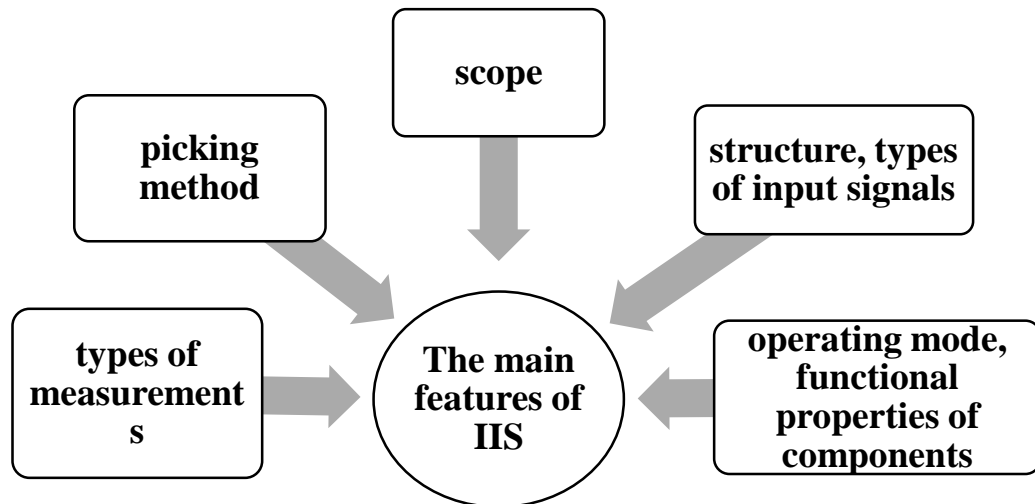 scope
picking
method
structure, types
of input signals
types of
measurement
s
The main
features of
IIS
operating mode,
functional
properties of
components